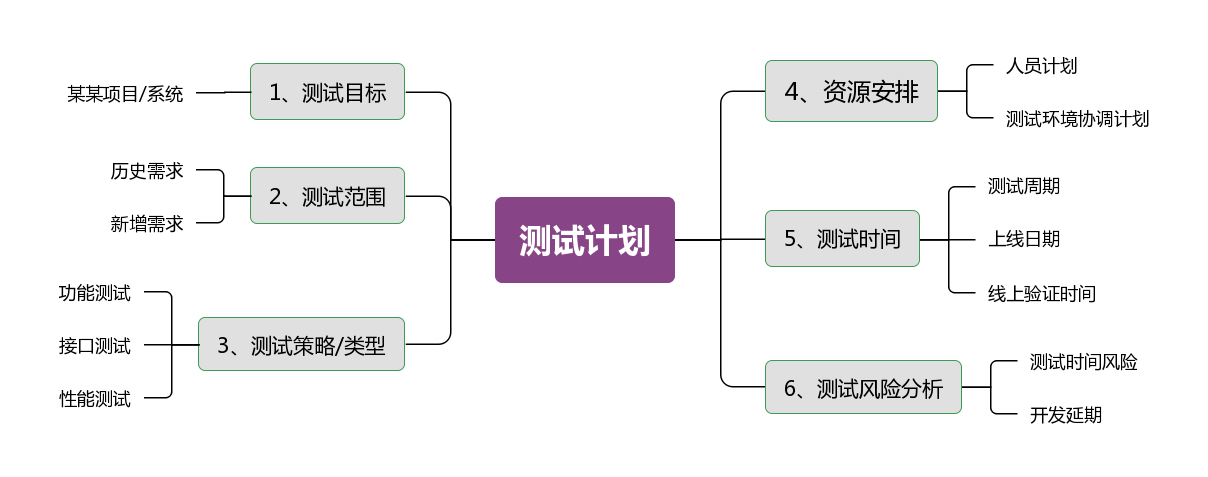 测试计划
1、测试目标
某某项目/系统
2、测试范围
历史需求
新增需求
3、测试策略/类型
功能测试
接口测试
性能测试
4、资源安排
人员计划
测试环境协调计划
5、测试时间
测试周期
上线日期
线上验证时间
6、测试风险分析
测试时间风险
开发延期